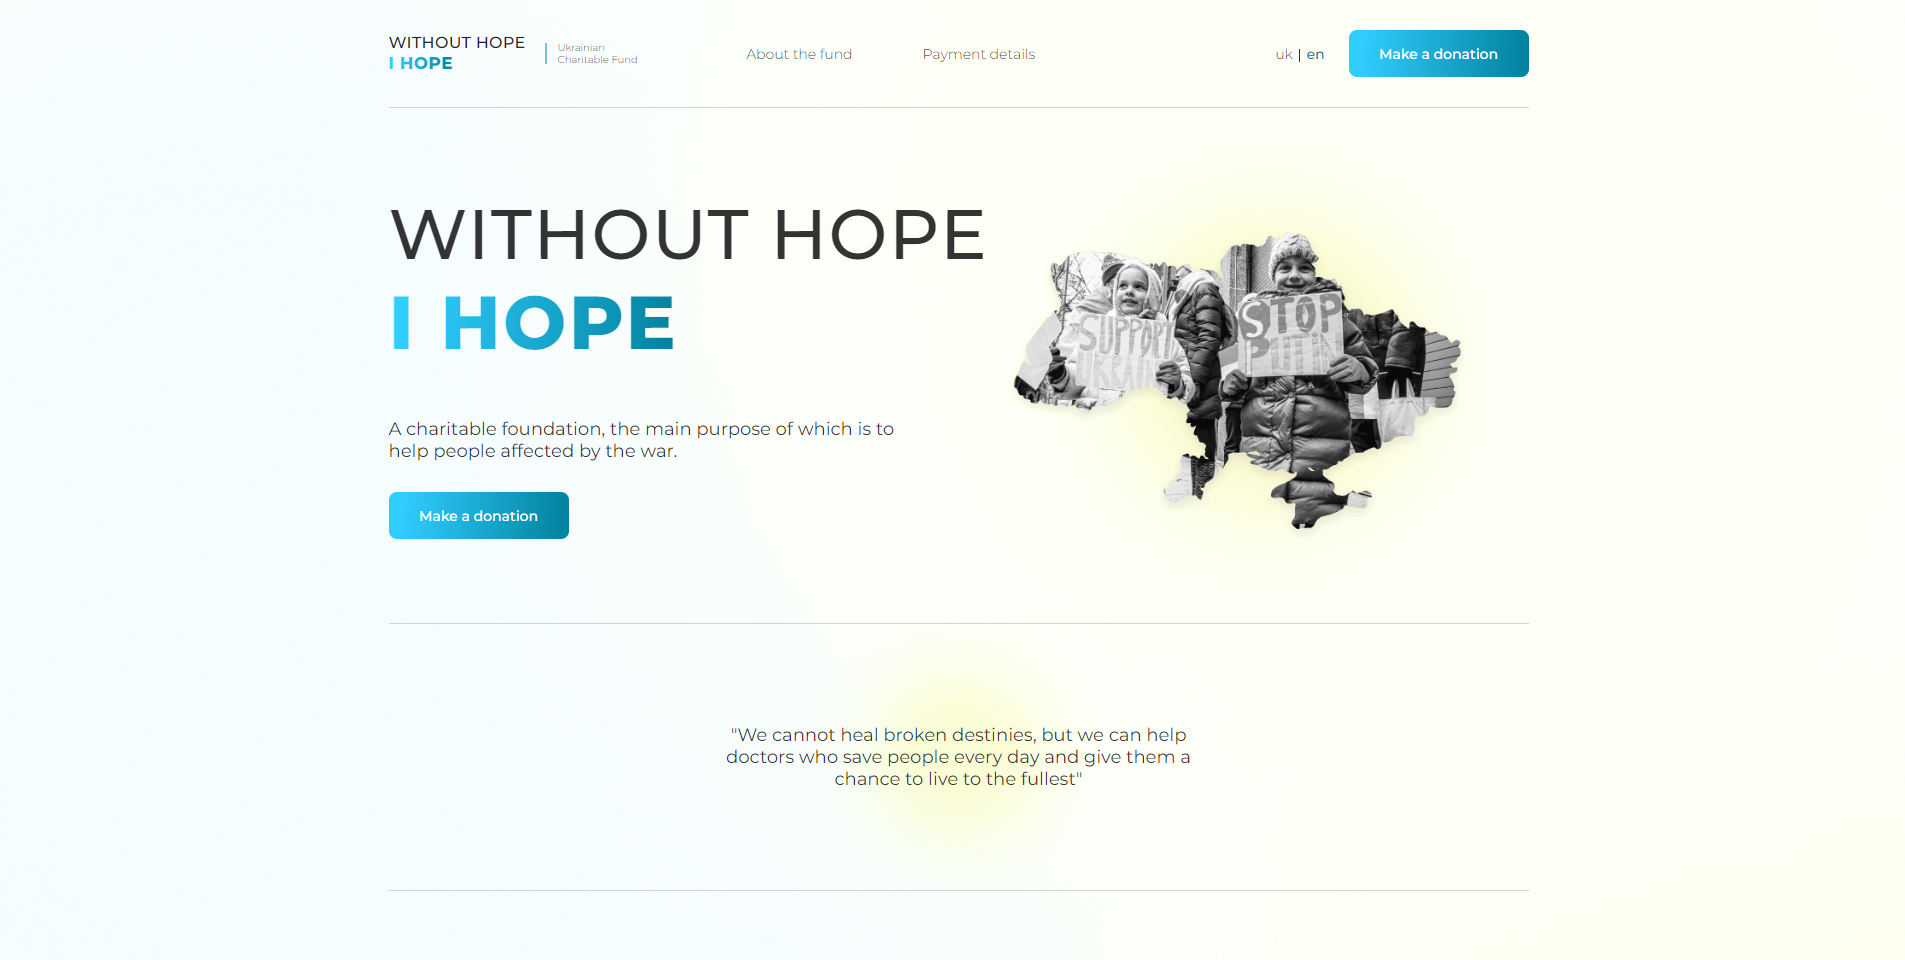 WITHOUT HOPE
I HOPE
Ukrainian
Charitable Fund
About the fund
Payment details
uk | en
Make a donation
WITHOUT HOPE
I HOPE
A charitable foundation, the main purpose of which is to
help people affected by the war.
Make a donation
SUPPORT
UKRAIN
STOP
"We cannot heal broken destinies, but we can help
doctors who save people every day and give them a
chance to live to the fullest"